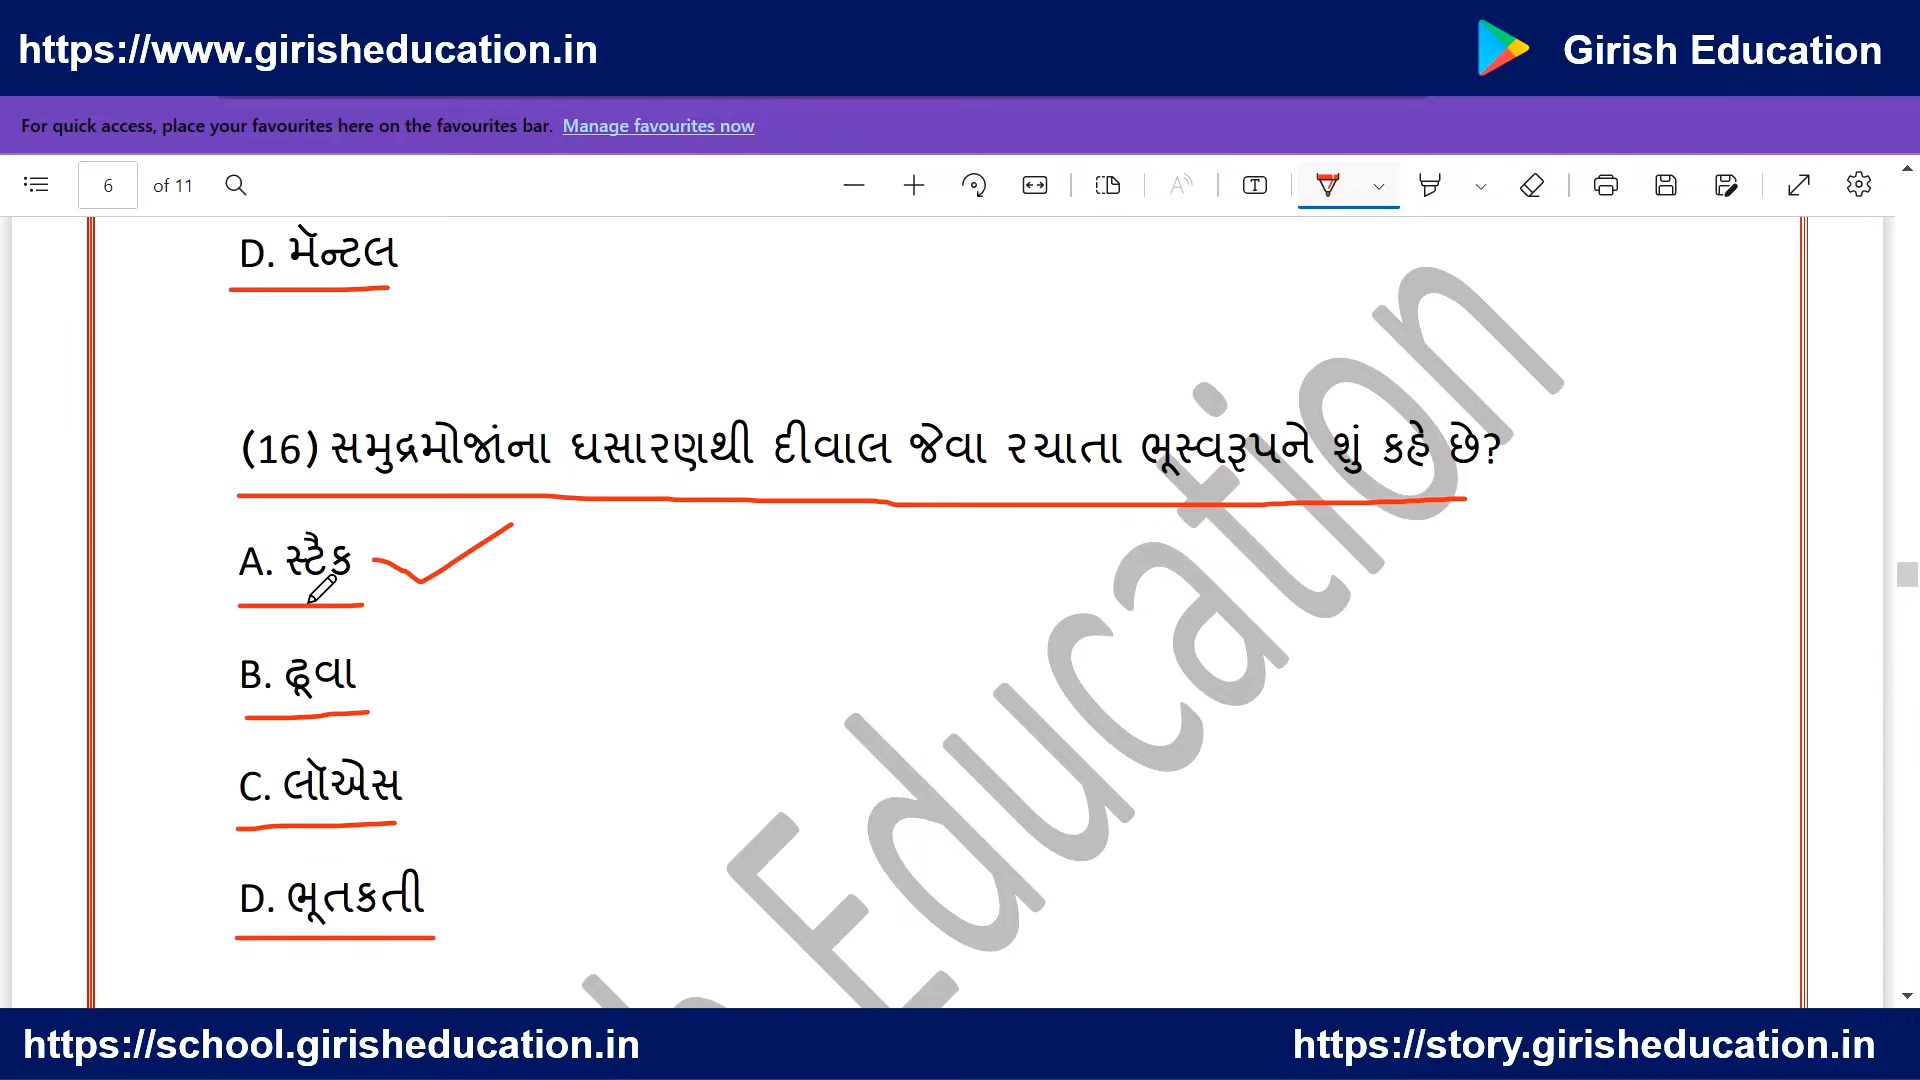 https://www.girisheducation.in
Girish Education
For quick access, place your favourites here on the favourites bar. Manage favourites now
6 of 11
D. મૅન્ટલ
(16) સમુદ્રમોજાંના ઘસારણથી દીવાલ જેવા રચાતા ભૂસ્વરૂપને શું કહે છે?
A. સ્ટૈક
B. ઢૂવા
C. લૉએસ
D. ભૂતકતી
h Education
https://school.girisheducation.in
https://story.girisheducation.in